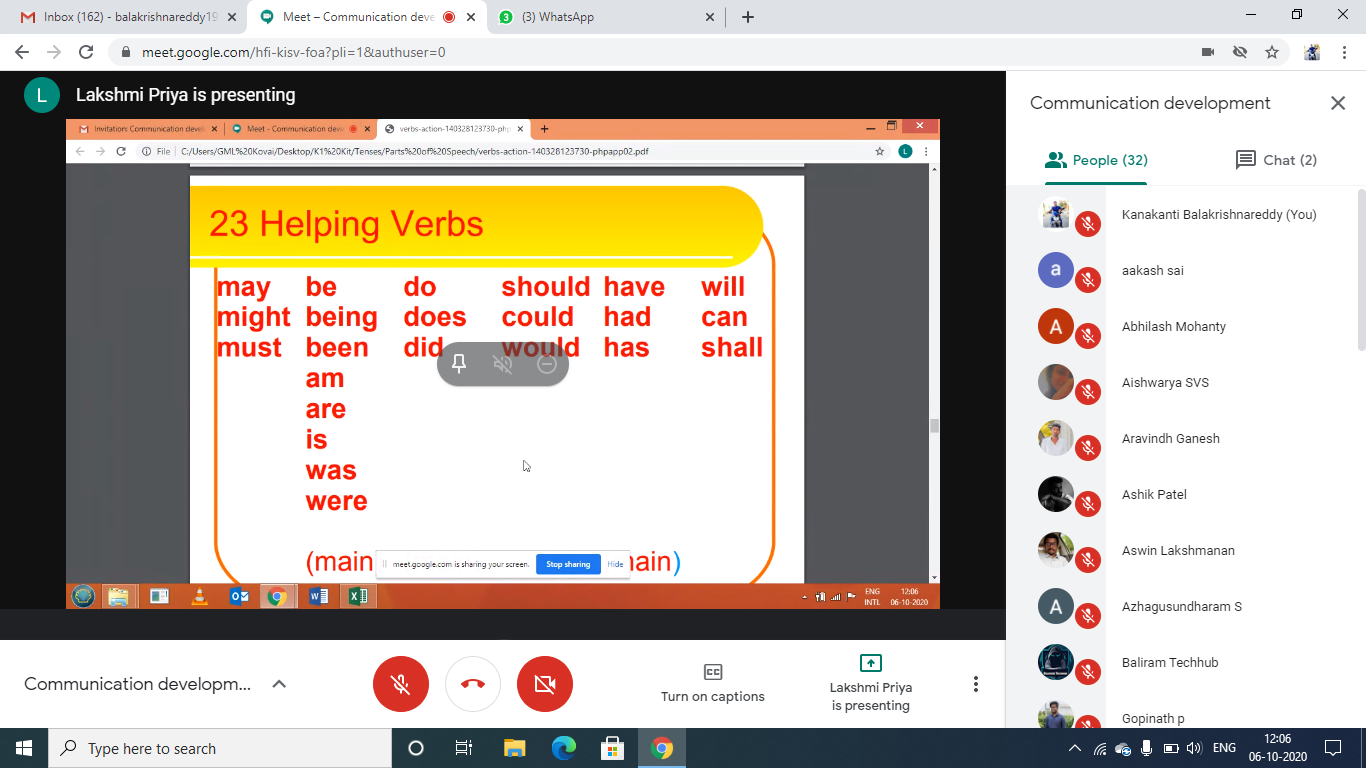 Inbox (162) - balakrishnareddy19
Meet – Communication deve
(3) WhatsApp
meet.google.com/hfi-kisv-foa?pli=1&authuser=0
L Lakshmi Priya is presenting
Invitation: Communication devel
Meet - Communication deve
verbs-action-140328123730-php
File C:/Users/GML%20Kovai/Desktop/K1%20Kit/Tenses/Parts%20of%20Speech/verbs-action-140328123730-phpapp02.pdf
L
23 Helping Verbs
may be do should have will
might being does could had can
must been did would has shall
am
are
is
was
were
(main
meet.google.com is sharing your screen. Stop sharing Hide
ENG 12:06
INTL 06-10-2020
Communication development
People (32) Chat (2)
Kanakanti Balakrishnareddy (You)
a aakash sai
A Abhilash Mohanty
Aishwarya SVS
Aravindh Ganesh
Ashik Patel
Aswin Lakshmanan
A Azhagusundharam S
Baliram Techhub
Gopinath p
Communication developm...
CC
Turn on captions
Lakshmi Priya
is presenting
Type here to search
ENG 12:06
06-10-2020